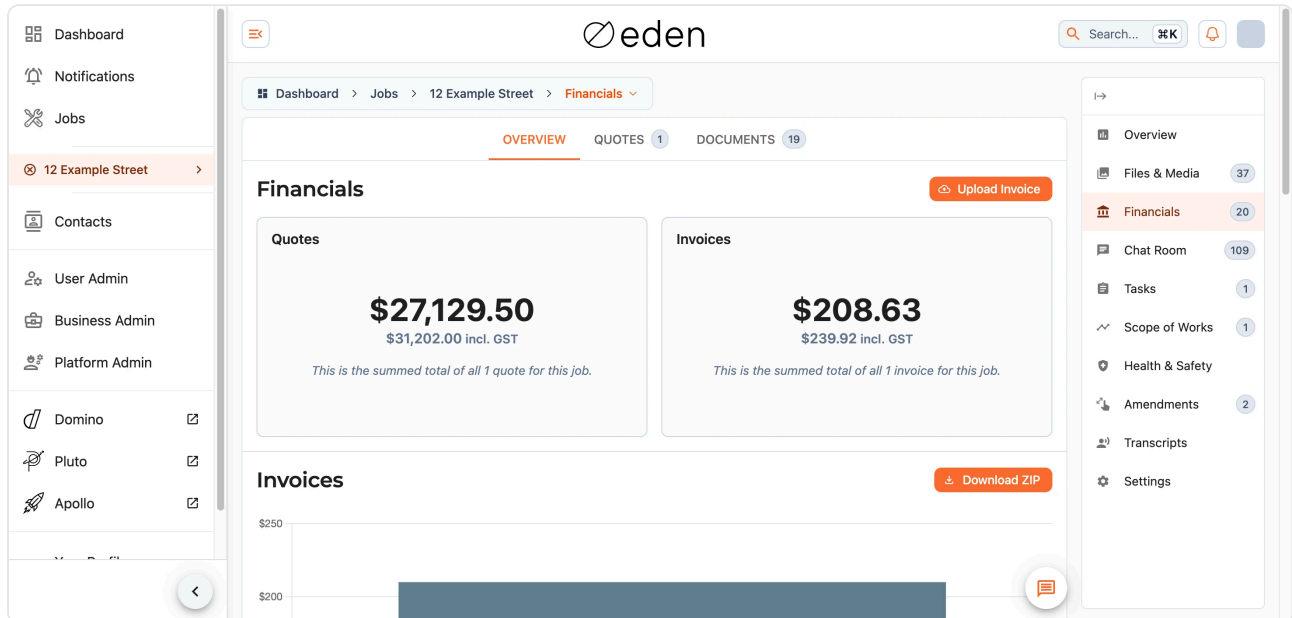 Dashboard
Notifications
Jobs
12 Example Street
Contacts
User Admin
Business Admin
Platform Admin
Domino
Pluto
Apollo
eden
Search... ⌘K
Dashboard > Jobs > 12 Example Street > Financials
OVERVIEW QUOTES 1 DOCUMENTS 19
Financials
Upload Invoice
Quotes
$27,129.50
$31,202.00 incl. GST
This is the summed total of all 1 quote for this job.
Invoices
$208.63
$239.92 incl. GST
This is the summed total of all 1 invoice for this job.
Invoices
Download ZIP
$250
$200
Overview
Files & Media 37
Financials 20
Chat Room 109
Tasks 1
Scope of Works 1
Health & Safety
Amendments 2
Transcripts
Settings